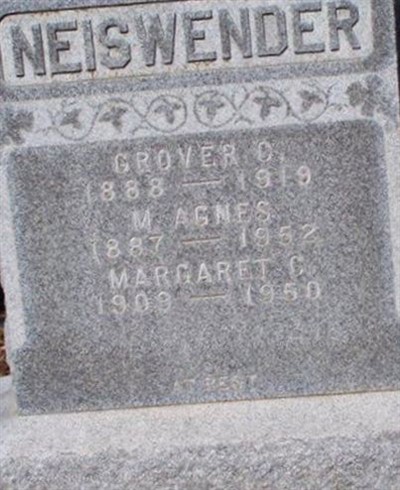 NEISWENDER
GROVER C.
1888 — 1919
M. AGNES
1887 — 1952
MARGARET C.
1909 — 1950
AT REST